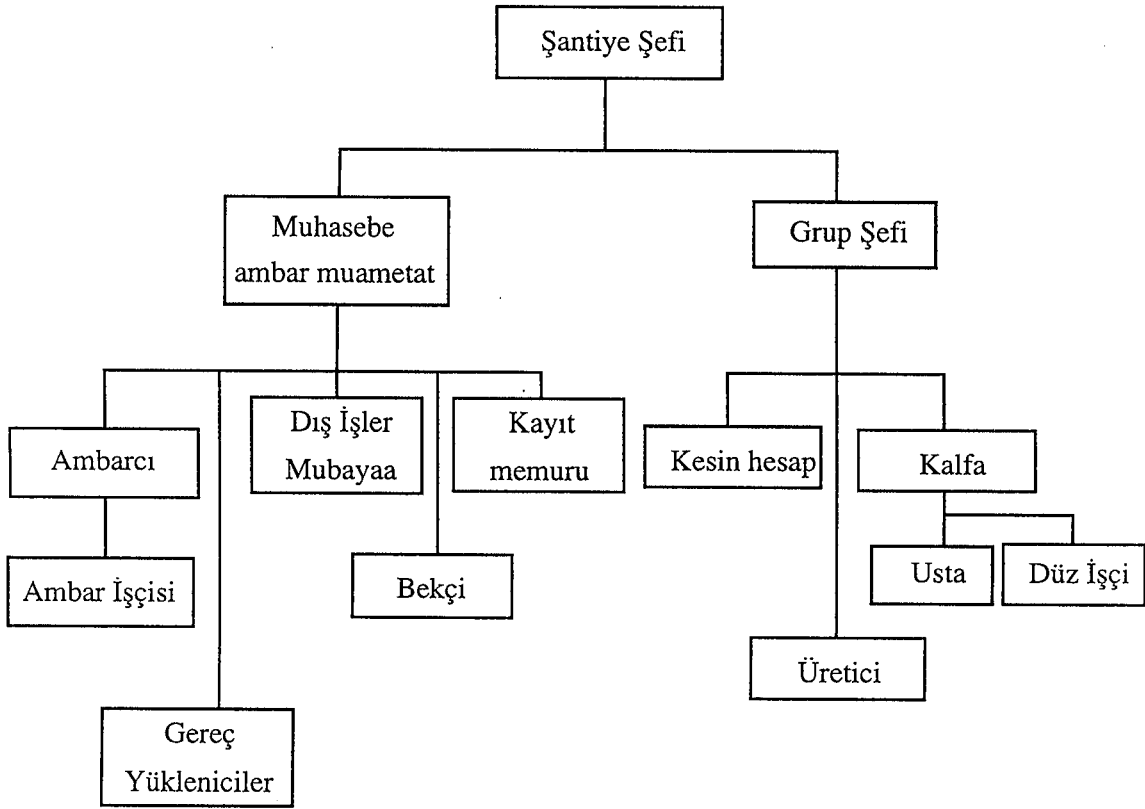 Şantiye Şefi
Muhasebe
ambar muametat
Grup Şefi
Ambarcı
Dış İşler
Mubayaa
Kayıt
memuru
Kesin hesap
Kalfa
Ambar İşçisi
Bekçi
Usta
Düz İşçi
Üretici
Gereç
Yükleniciler